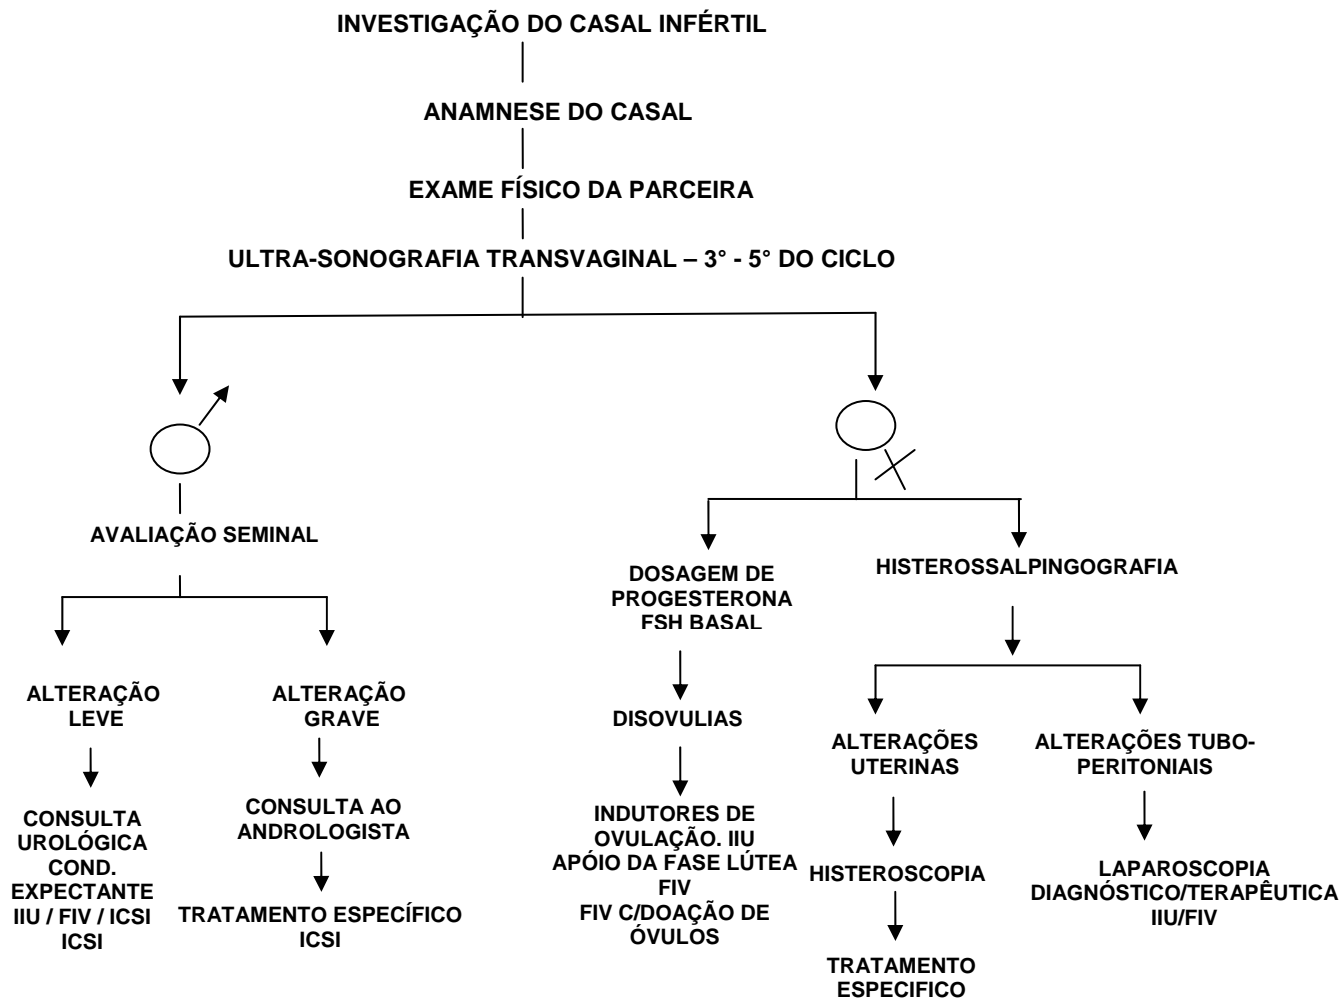 INVESTIGAÇÃO DO CASAL INFÉRTIL
ANAMNESE DO CASAL
EXAME FÍSICO DA PARCEIRA
ULTRA-SONOGRAFIA TRANSVAGINAL – 3° - 5° DO CICLO
AVALIAÇÃO SEMINAL
ALTERAÇÃO
LEVE
CONSULTA
UROLÓGICA
COND.
EXPECTANTE
IIU / FIV / ICSI
ICSI
ALTERAÇÃO
GRAVE
CONSULTA AO
ANDROLOGISTA
TRATAMENTO ESPECÍFICO
ICSI
DOSAGEM DE
PROGESTERONA
FSH BASAL
DISOVULIAS
INDUTORES DE
OVULAÇÃO. IIU
APÓIO DA FASE LÚTEA
FIV
FIV C/DOAÇÃO DE
ÓVULOS
HISTEROSSALPINGOGRAFIA
ALTERAÇÕES
UTERINAS
HISTEROSCOPIA
TRATAMENTO
ESPECIFICO
ALTERAÇÕES TUBO-
PERITONIAIS
LAPAROSCOPIA
DIAGNÓSTICO/TERAPÊUTICA
IIU/FIV